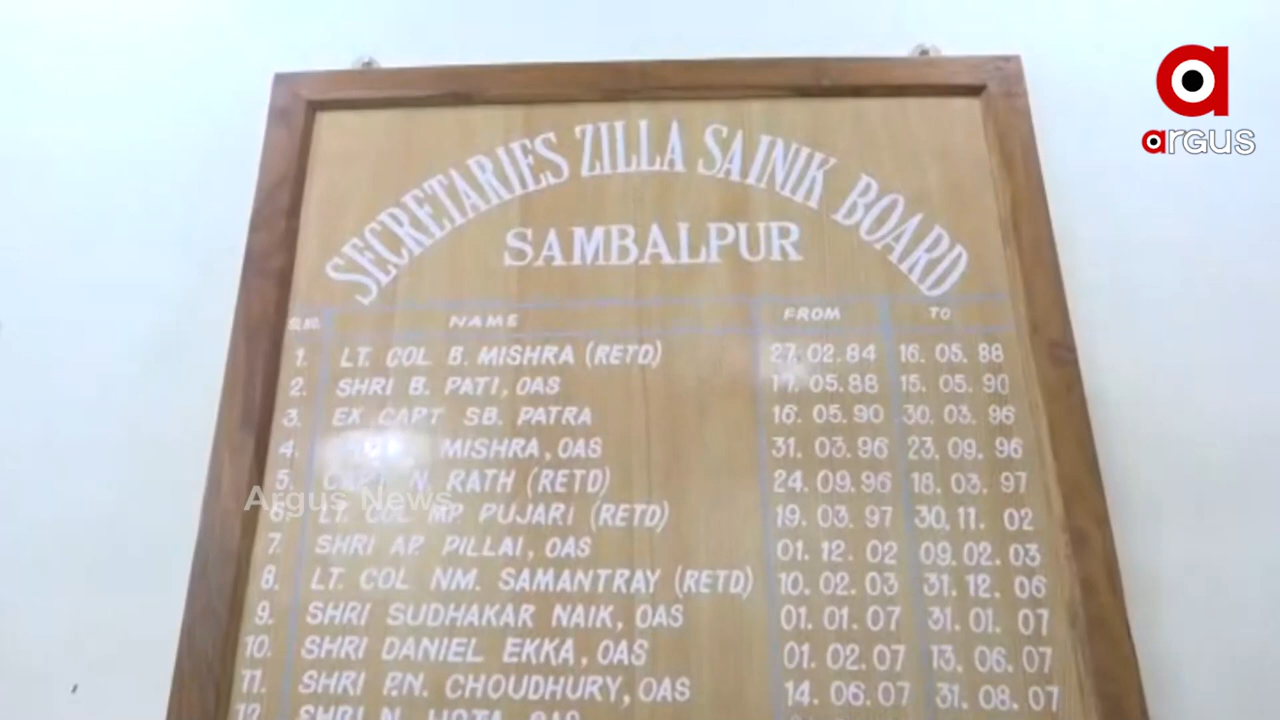 argus
SECRETARIES ZILLA SAINIK BOARD
SAMBALPUR
SL.NO. NAME FROM TO
1. LT. COL B. MISHRA (RETD) 27.02.84 16.05.88
2. SHRI B. PATI, OAS 17.05.88 15.05.90
3. EX CAPT SB. PATRA 16.05.90 30.03.96
4. MISHRA, OAS 31.03.96 23.09.96
5. CAPT N. RATH (RETD) 24.09.96 18.03.97
Argus News
6. LT. COL MP. PUJARI (RETD) 19.03.97 30.11.02
7. SHRI AP. PILLAI, OAS 01.12.02 09.02.03
8. LT. COL NM. SAMANTRAY (RETD) 10.02.03 31.12.06
9. SHRI SUDHAKAR NAIK, OAS 01.01.07 31.01.07
10. SHRI DANIEL EKKA, OAS 01.02.07 13.06.07
11. SHRI P.N. CHOUDHURY, OAS 14.06.07 31.08.07
12. SHRI N. HOTA, OAS